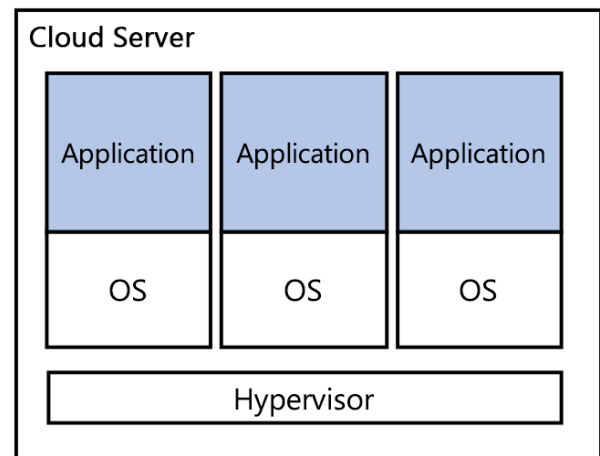 Cloud Server
Application Application Application
OS OS OS
Hypervisor